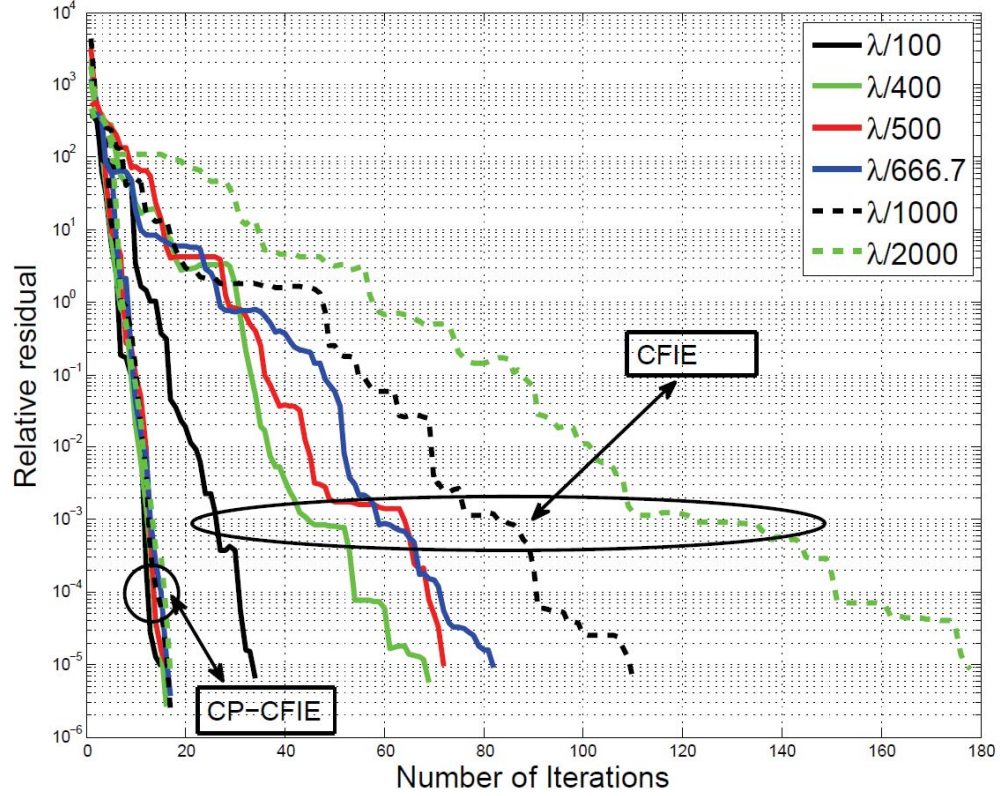 10^4
10^3
10^2
10^1
10^0
10^-1
10^-2
10^-3
10^-4
10^-5
10^-6
Relative residual
λ/100
λ/400
λ/500
λ/666.7
λ/1000
λ/2000
CFIE
CP−CFIE
0 20 40 60 80 100 120 140 160 180
Number of Iterations